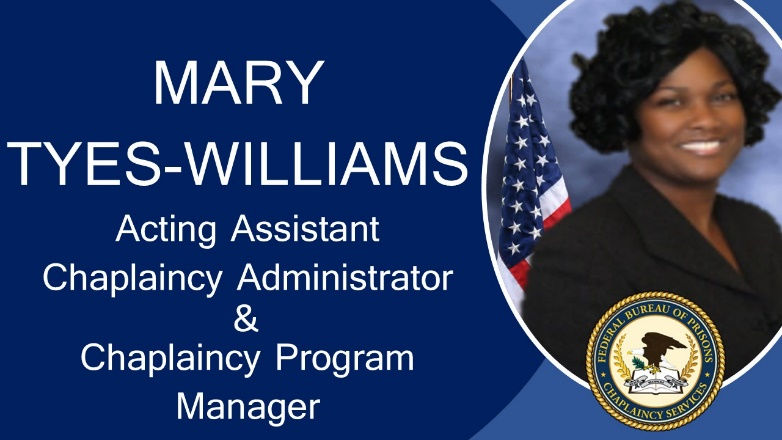 MARY
TYES-WILLIAMS
Acting Assistant
Chaplaincy Administrator
&
Chaplaincy Program
Manager
FEDERAL BUREAU OF PRISONS
CHAPLAINCY SERVICES